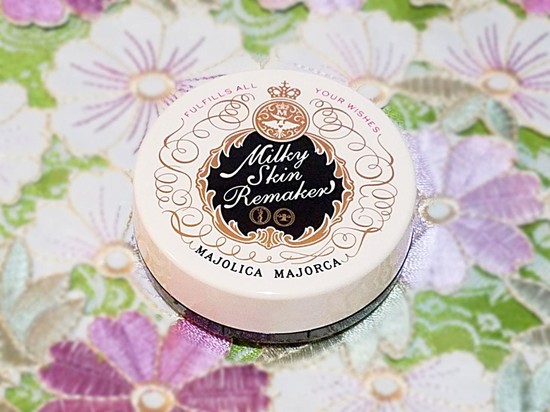 FULFILLS ALL YOUR WISHES!
M
Milky
Skin
Remaker
MAJOLICA MAJORCA